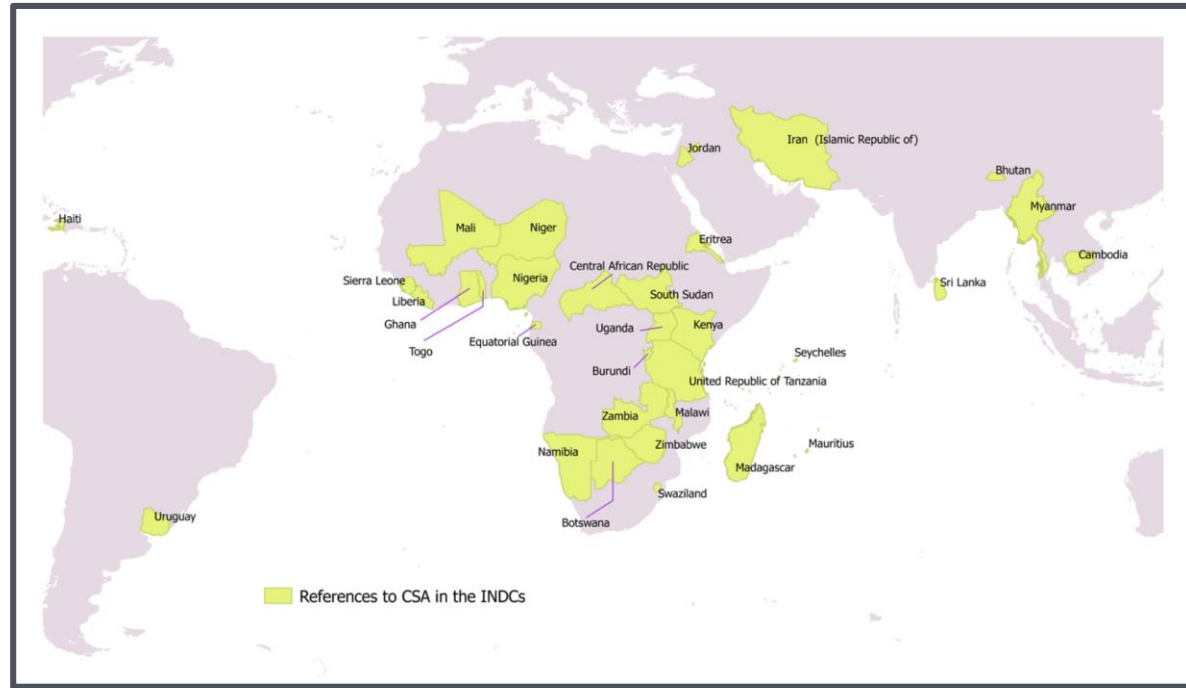 Iran (Islamic Republic of)
Jordan
Bhutan
Myanmar
Haiti
Mali
Niger
Eritrea
Cambodia
Central African Republic
Sierra Leone
Nigeria
Sri Lanka
South Sudan
Liberia
Ghana
Uganda
Kenya
Equatorial Guinea
Togo
Seychelles
Burundi
United Republic of Tanzania
Zambia
Malawi
Mauritius
Zimbabwe
Namibia
Madagascar
Swaziland
Uruguay
Botswana
References to CSA in the INDCs